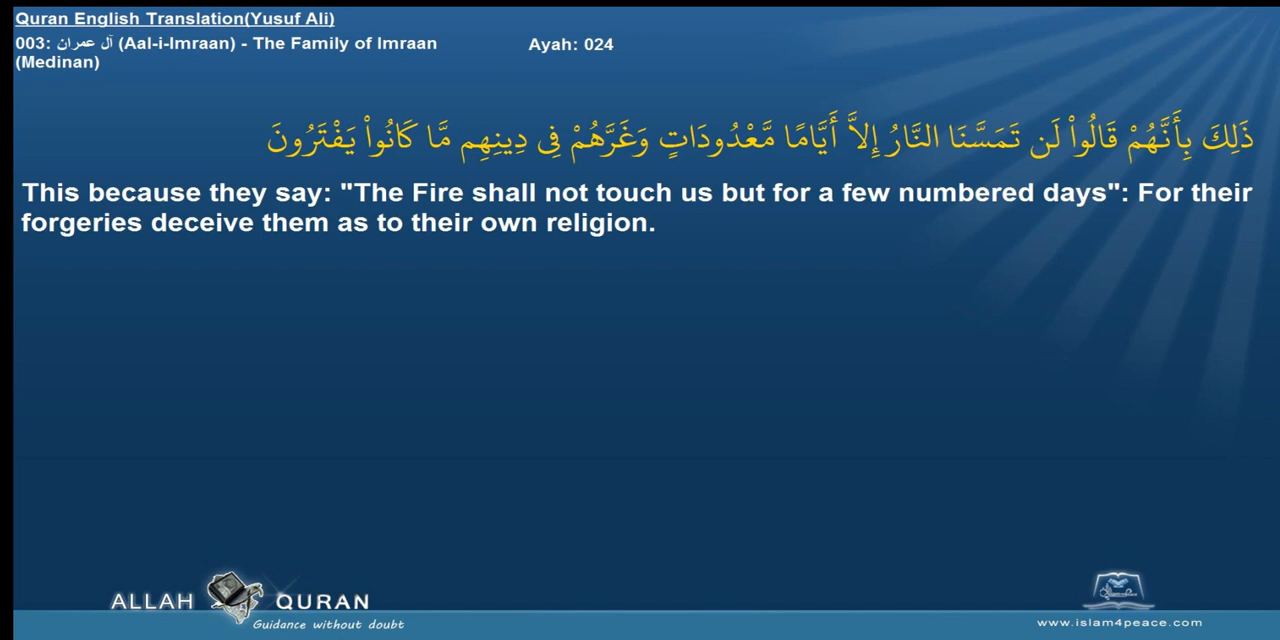 Quran English Translation(Yusuf Ali)
003: آل عمران (Aal-i-Imraan) - The Family of Imraan Ayah: 024
(Medinan)
ذَلِكَ بِأَنَّهُمْ قَالُواْ لَن تَمَسَّنَا النَّارُ إِلاَّ أَيَّامًا مَّعْدُودَاتٍ وَغَرَّهُمْ فِي دِينِهِم مَّا كَانُواْ يَفْتَرُونَ
This because they say: "The Fire shall not touch us but for a few numbered days": For their
forgeries deceive them as to their own religion.
ALLAH QURAN
Guidance without doubt
www.islam4peace.com